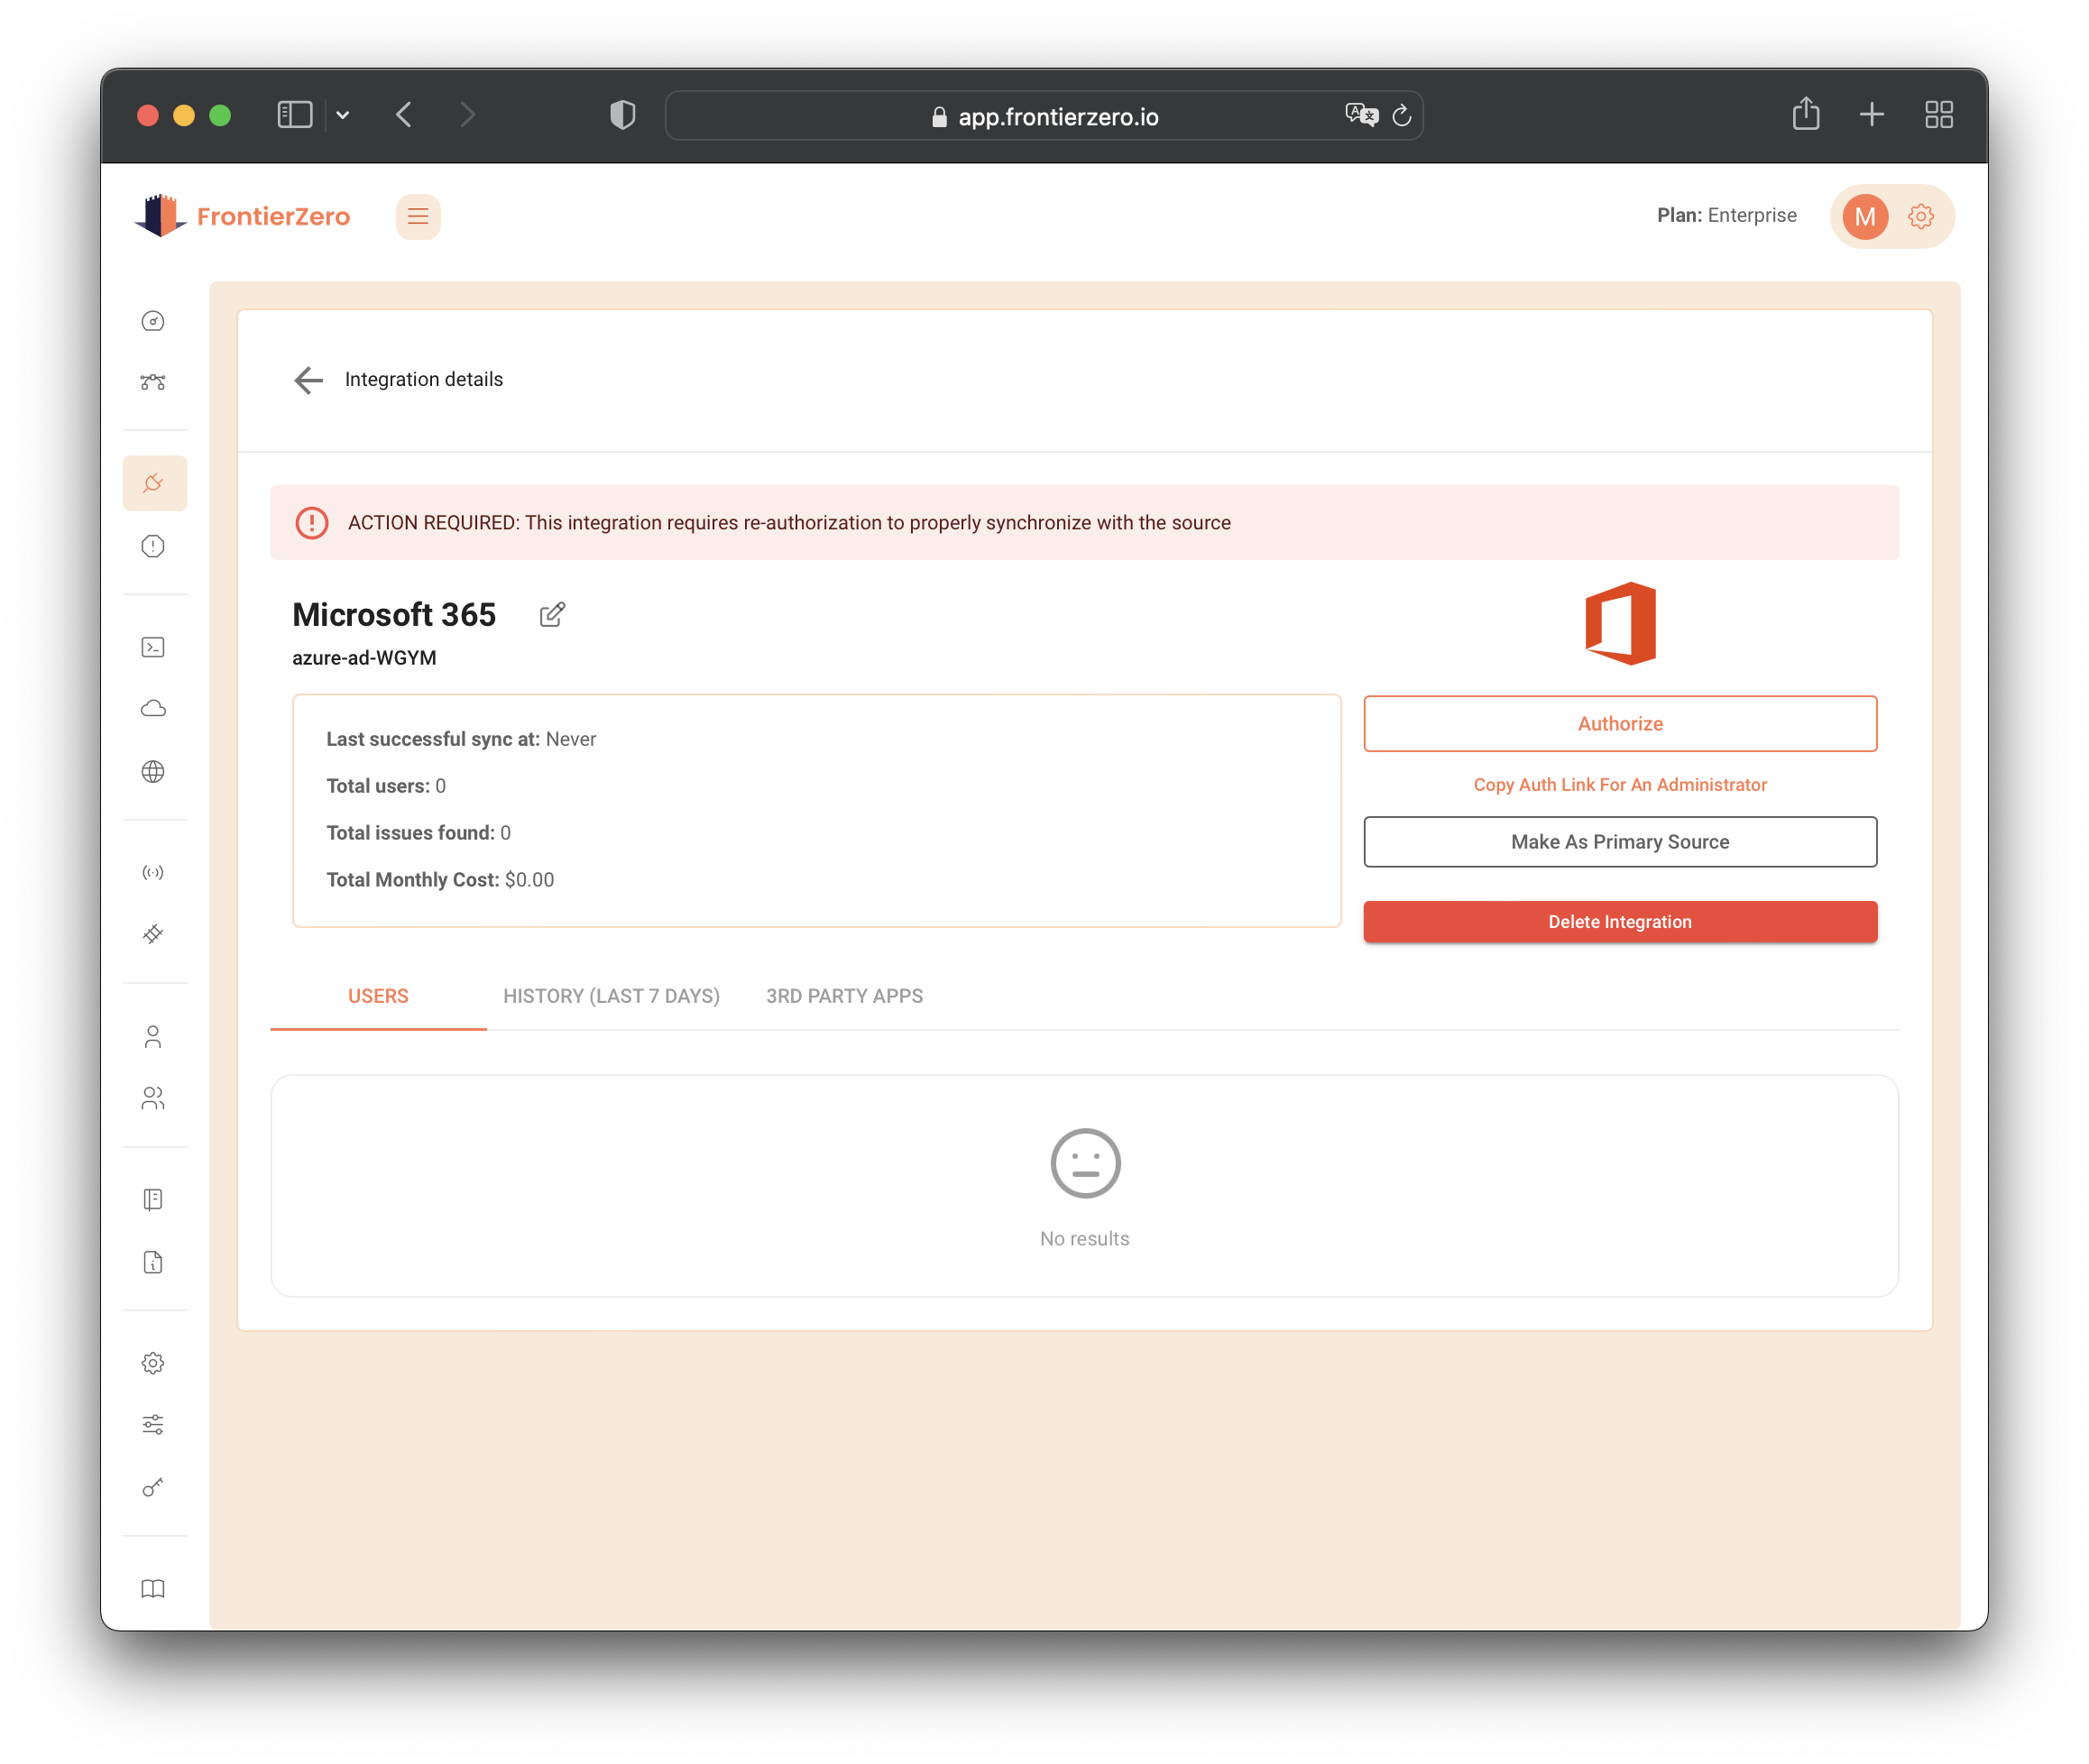 app.frontierzero.io
FrontierZero
Plan: Enterprise
M
Integration details
ACTION REQUIRED: This integration requires re-authorization to properly synchronize with the source
Microsoft 365
azure-ad-WGYM
Last successful sync at: Never
Total users: 0
Total issues found: 0
Total Monthly Cost: $0.00
Authorize
Copy Auth Link For An Administrator
Make As Primary Source
Delete Integration
USERS
HISTORY (LAST 7 DAYS)
3RD PARTY APPS
No results